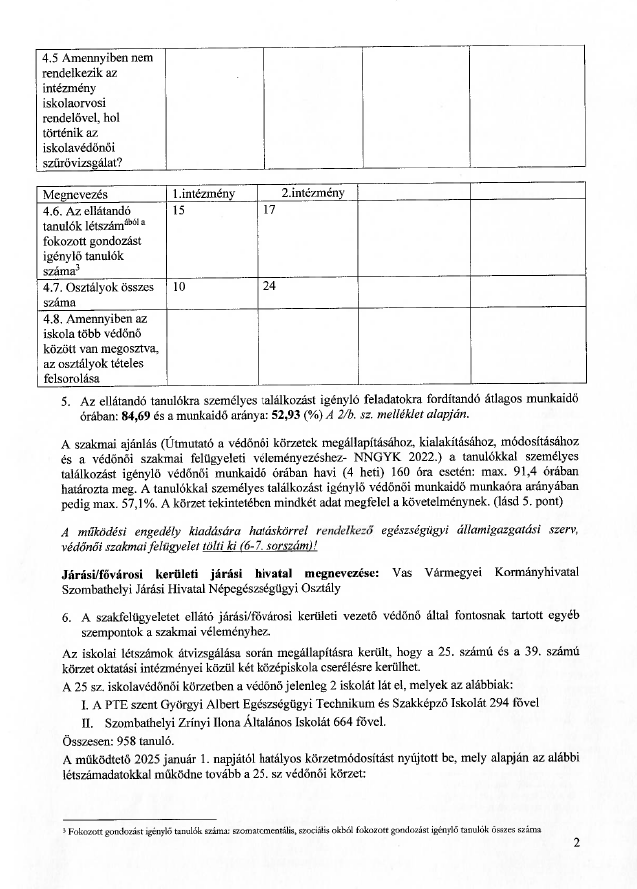 4.5 Amennyiben nem
rendelkezik az
intézmény
iskolaorvosi
rendelővel, hol
történik az
iskolavédőnői
szűrővizsgálat?
Megnevezés 1.intézmény 2.intézmény
4.6. Az ellátandó 15 17
tanulók létszámából a
fokozott gondozást
igénylő tanulók
száma3
4.7. Osztályok összes 10 24
száma
4.8. Amennyiben az
iskola több védőnő
között van megosztva,
az osztályok tételes
felsorolása
5. Az ellátandó tanulókra személyes találkozást igénylő feladatokra fordítandó átlagos munkaidő
órában: 84,69 és a munkaidő aránya: 52,93 (%) A 2/b. sz. melléklet alapján.
A szakmai ajánlás (Útmutató a védőnői körzetek megállapításához, kialakításához, módosításához
és a védőnői szakmai felügyeleti véleményezéshez- NNGYK 2022.) a tanulókkal személyes
találkozást igénylő védőnői munkaidő órában havi (4 heti) 160 óra esetén: max. 91,4 órában
határozta meg. A tanulókkal személyes találkozást igénylő védőnői munkaidő munkaóra arányában
pedig max. 57,1%. A körzet tekintetében mindkét adat megfelel a követelménynek. (lásd 5. pont)
A működési engedély kiadására hatáskörrel rendelkező egészségügyi államigazgatási szerv,
védőnői szakmai felügyelet tölti ki (6-7. sorszám)!
Járási/fővárosi kerületi járási hivatal megnevezése: Vas Vármegyei Kormányhivatal
Szombathelyi Járási Hivatal Népegészségügyi Osztály
6. A szakfelügyeletet ellátó járási/fővárosi kerületi vezető védőnő által fontosnak tartott egyéb
szempontok a szakmai véleményhez.
Az iskolai létszámok átvizsgálása során megállapításra került, hogy a 25. számú és a 39. számú
körzet oktatási intézményei közül két középiskola cserélésre kerülhet.
A 25 sz. iskolavédőnői körzetben a védőnő jelenleg 2 iskolát lát el, melyek az alábbiak:
I. A PTE szent Györgyi Albert Egészségügyi Technikum és Szakképző Iskolát 294 fővel
II. Szombathelyi Zrínyi Ilona Általános Iskolát 664 fővel.
Összesen: 958 tanuló.
A működtető 2025 január 1. napjától hatályos körzetmódosítást nyújtott be, mely alapján az alábbi
létszámadatokkal működne tovább a 25. sz védőnői körzet:
3 Fokozott gondozást igénylő tanulók száma: szomatomentális, szociális okból fokozott gondozást igénylő tanulók összes száma
2